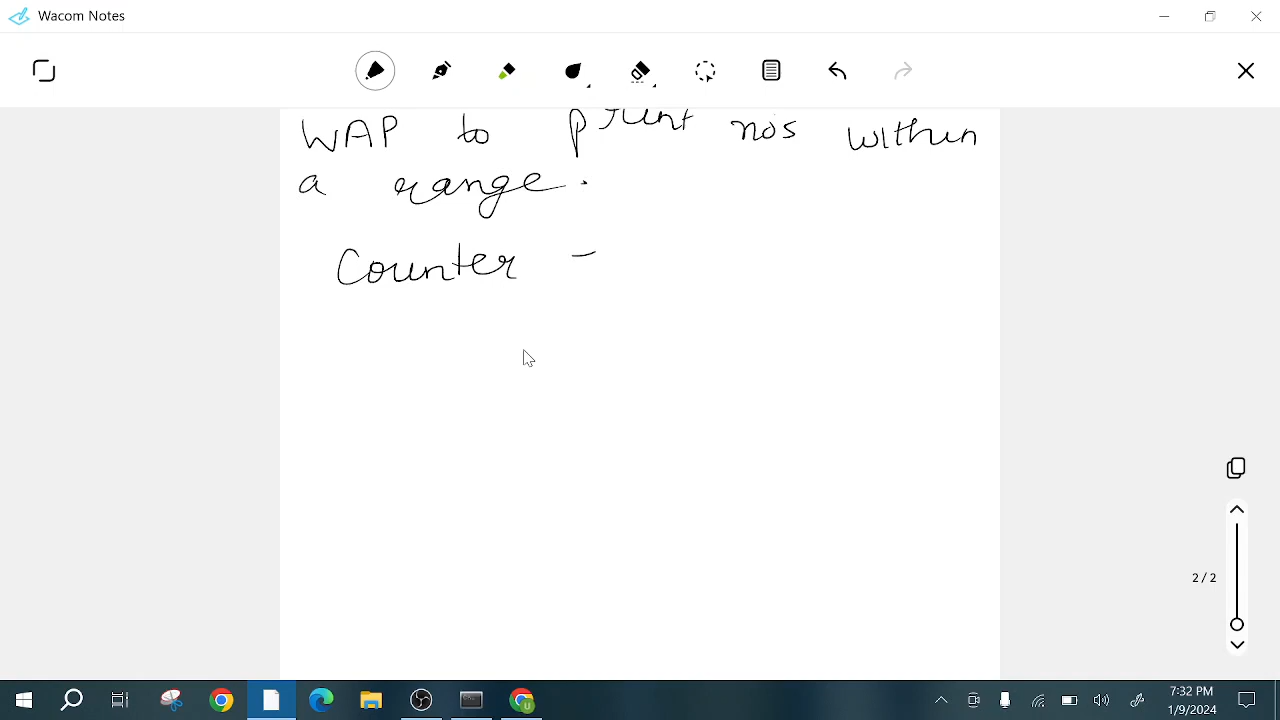 Wacom Notes
WAP to print nos within
a range.
Counter -
2 / 2
7:32 PM
1/9/2024